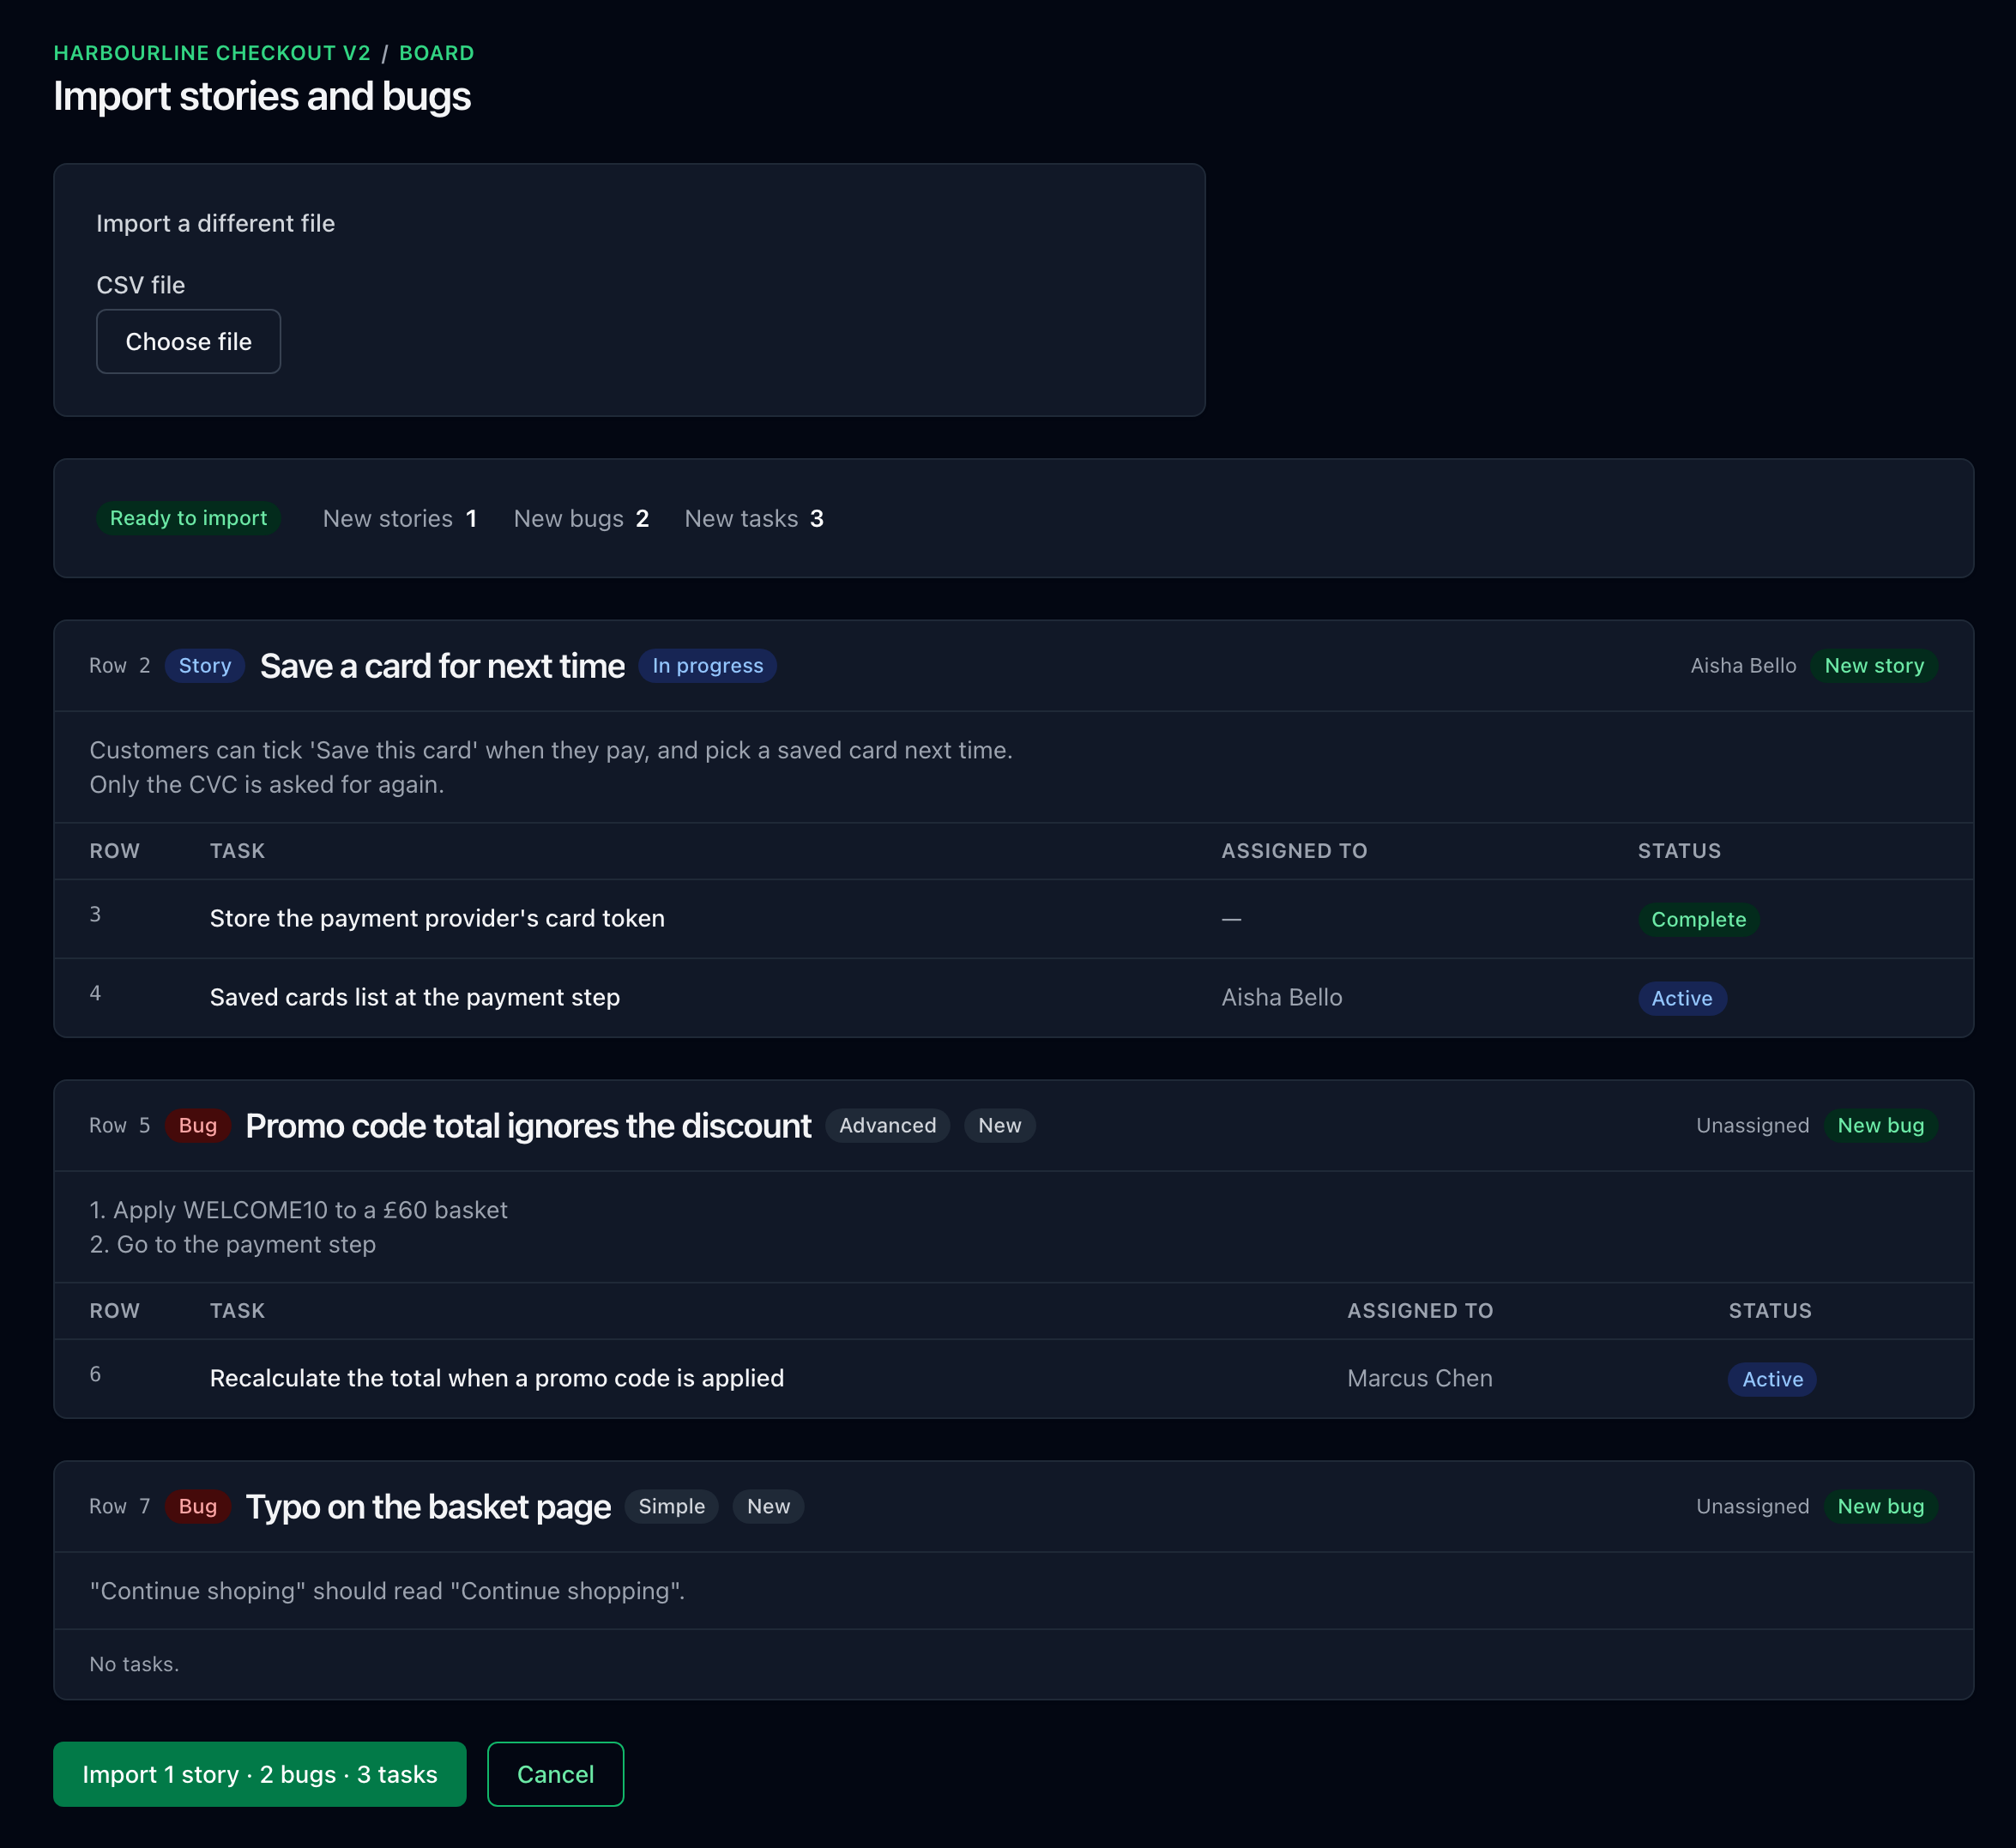 HARBOURLINE CHECKOUT V2 / BOARD
Import stories and bugs
Import a different file
CSV file
Choose file
Ready to import New stories 1 New bugs 2 New tasks 3
Row 2 Story Save a card for next time In progress Aisha Bello New story
Customers can tick 'Save this card' when they pay, and pick a saved card next time.
Only the CVC is asked for again.
ROW TASK ASSIGNED TO STATUS
3 Store the payment provider's card token — Complete
4 Saved cards list at the payment step Aisha Bello Active
Row 5 Bug Promo code total ignores the discount Advanced New Unassigned New bug
1. Apply WELCOME10 to a £60 basket
2. Go to the payment step
ROW TASK ASSIGNED TO STATUS
6 Recalculate the total when a promo code is applied Marcus Chen Active
Row 7 Bug Typo on the basket page Simple New Unassigned New bug
"Continue shoping" should read "Continue shopping".
No tasks.
Import 1 story · 2 bugs · 3 tasks Cancel